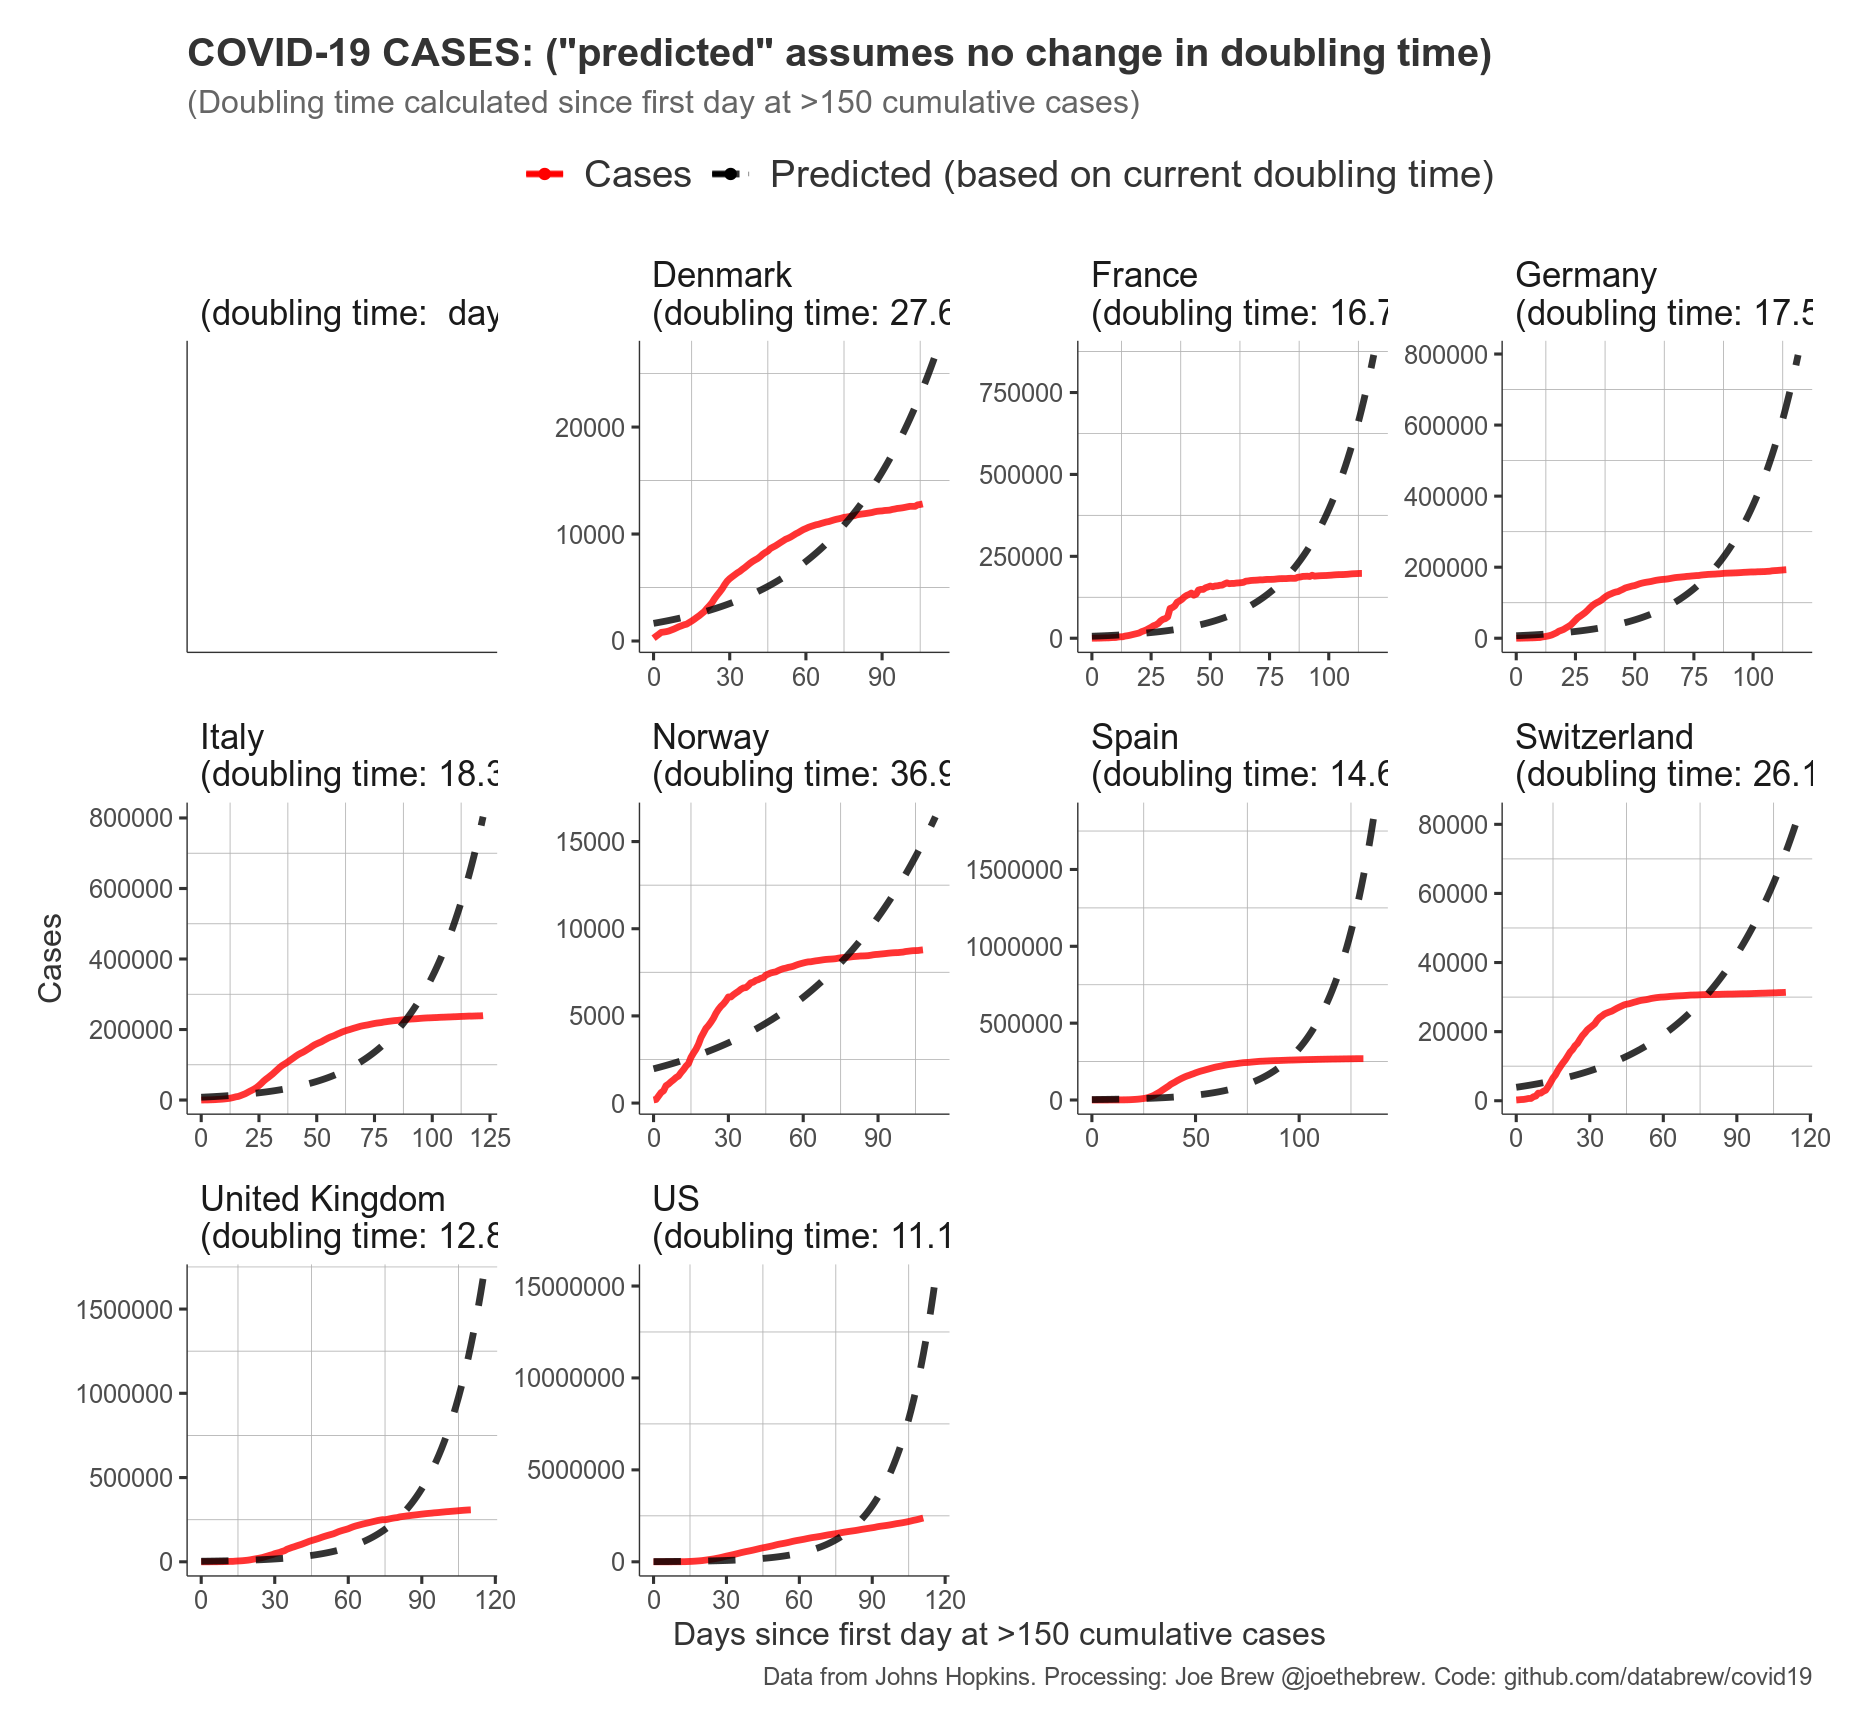 COVID-19 CASES: ("predicted" assumes no change in doubling time)
(Doubling time calculated since first day at >150 cumulative cases)
Cases Predicted (based on current doubling time)
(doubling time: day
Denmark
(doubling time: 27.6
20000
10000
0
0 30 60 90
France
(doubling time: 16.7
750000
500000
250000
0
0 25 50 75 100
Germany
(doubling time: 17.5
800000
600000
400000
200000
0
0 25 50 75 100
Cases
Italy
(doubling time: 18.3
800000
600000
400000
200000
0
0 25 50 75 100 125
Norway
(doubling time: 36.9
15000
10000
5000
0
0 30 60 90
Spain
(doubling time: 14.6
1500000
1000000
500000
0
0 50 100
Switzerland
(doubling time: 26.1
80000
60000
40000
20000
0
0 30 60 90 120
United Kingdom
(doubling time: 12.8
1500000
1000000
500000
0
0 30 60 90 120
US
(doubling time: 11.1
15000000
10000000
5000000
0
0 30 60 90 120
Days since first day at >150 cumulative cases
Data from Johns Hopkins. Processing: Joe Brew @joethebrew. Code: github.com/databrew/covid19